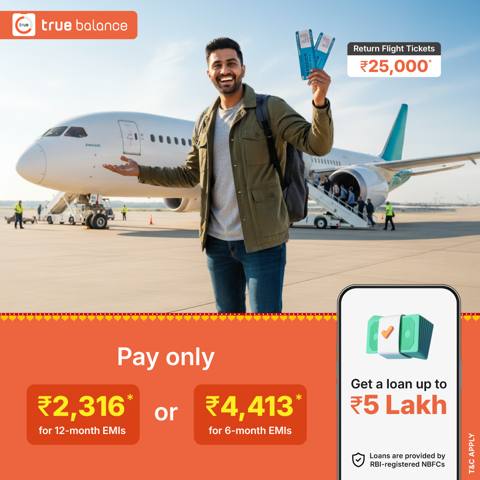 true
true balance
Return Flight Tickets
₹25,000*
Pay only
₹2,316*
for 12-month EMIs
or
₹4,413*
for 6-month EMIs
Get a loan up to
₹5 Lakh
Loans are provided by
RBI-registered NBFCs
T&C APPLY